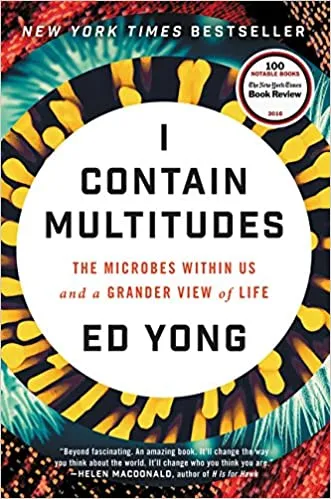 NEW YORK TIMES BESTSELLER
100
NOTABLE BOOKS
The New York Times
Book Review
2016
I
CONTAIN
MULTITUDES
THE MICROBES WITHIN US
and a GRANDER VIEW of LIFE
ED YONG
"Beyond fascinating. An amazing book. It'll change the way
you think about the world. It'll change who you think you are."
—HELEN MACDONALD, author of H Is for Hawk